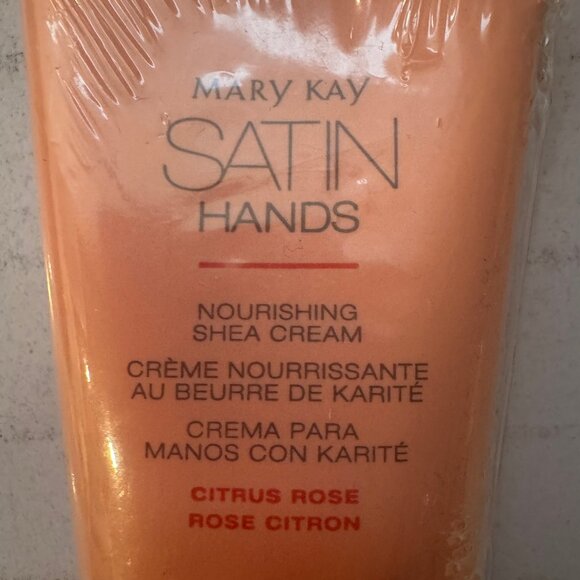 MARY KAY
SATIN
HANDS
NOURISHING
SHEA CREAM
CRÈME NOURRISSANTE
AU BEURRE DE KARITÉ
CREMA PARA
MANOS CON KARITÉ
CITRUS ROSE
ROSE CITRON